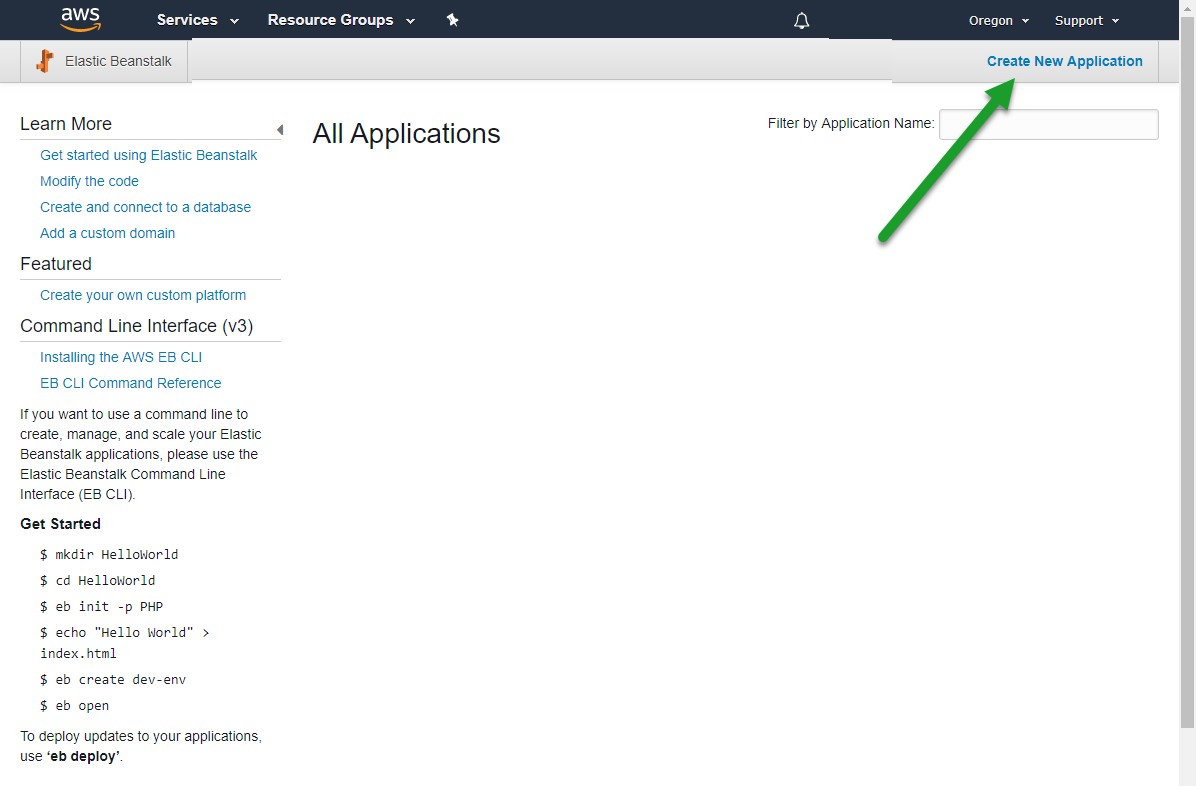 aws Services Resource Groups Oregon Support
Elastic Beanstalk Create New Application
Learn More
Get started using Elastic Beanstalk
Modify the code
Create and connect to a database
Add a custom domain
Featured
Create your own custom platform
Command Line Interface (v3)
Installing the AWS EB CLI
EB CLI Command Reference
If you want to use a command line to
create, manage, and scale your Elastic
Beanstalk applications, please use the
Elastic Beanstalk Command Line
Interface (EB CLI).
Get Started
$ mkdir HelloWorld
$ cd HelloWorld
$ eb init -p PHP
$ echo "Hello World" >
index.html
$ eb create dev-env
$ eb open
To deploy updates to your applications,
use ‘eb deploy’.
All Applications
Filter by Application Name: